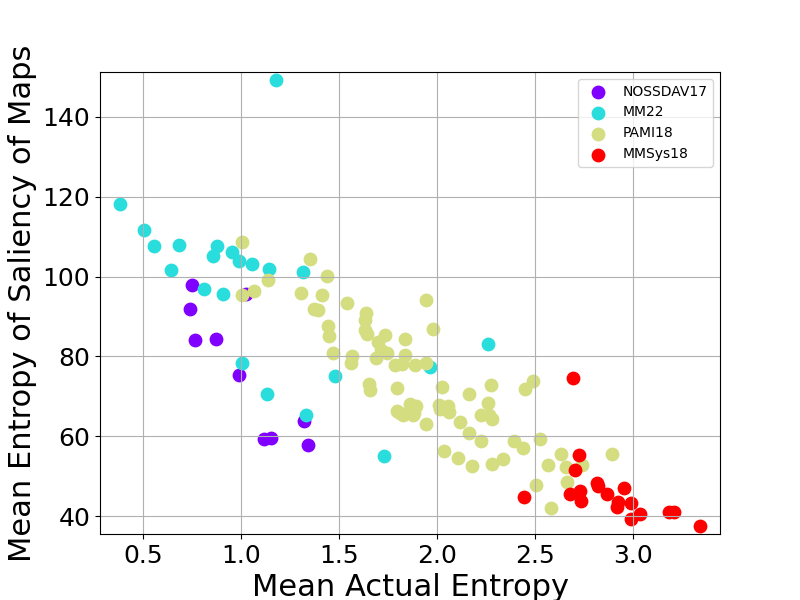 Mean Entropy of Saliency of Maps
140
120
100
80
60
40
0.5 1.0 1.5 2.0 2.5 3.0
Mean Actual Entropy
NOSSDAV17
MM22
PAMI18
MMSys18